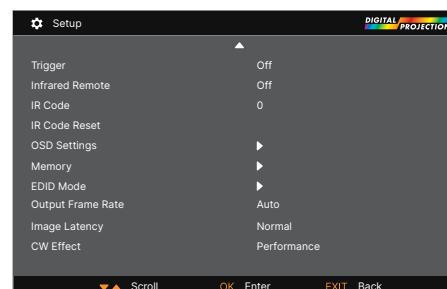 Setup
DIGITAL PROJECTION
Trigger Off
Infrared Remote Off
IR Code 0
IR Code Reset
OSD Settings
Memory
EDID Mode
Output Frame Rate Auto
Image Latency Normal
CW Effect Performance
Scroll OK Enter EXIT Back